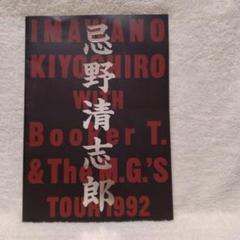 IMAWANO
KIYOSHIRO
WITH
Booker T.
& The M.G.'S
TOUR 1992
忌野清志郎